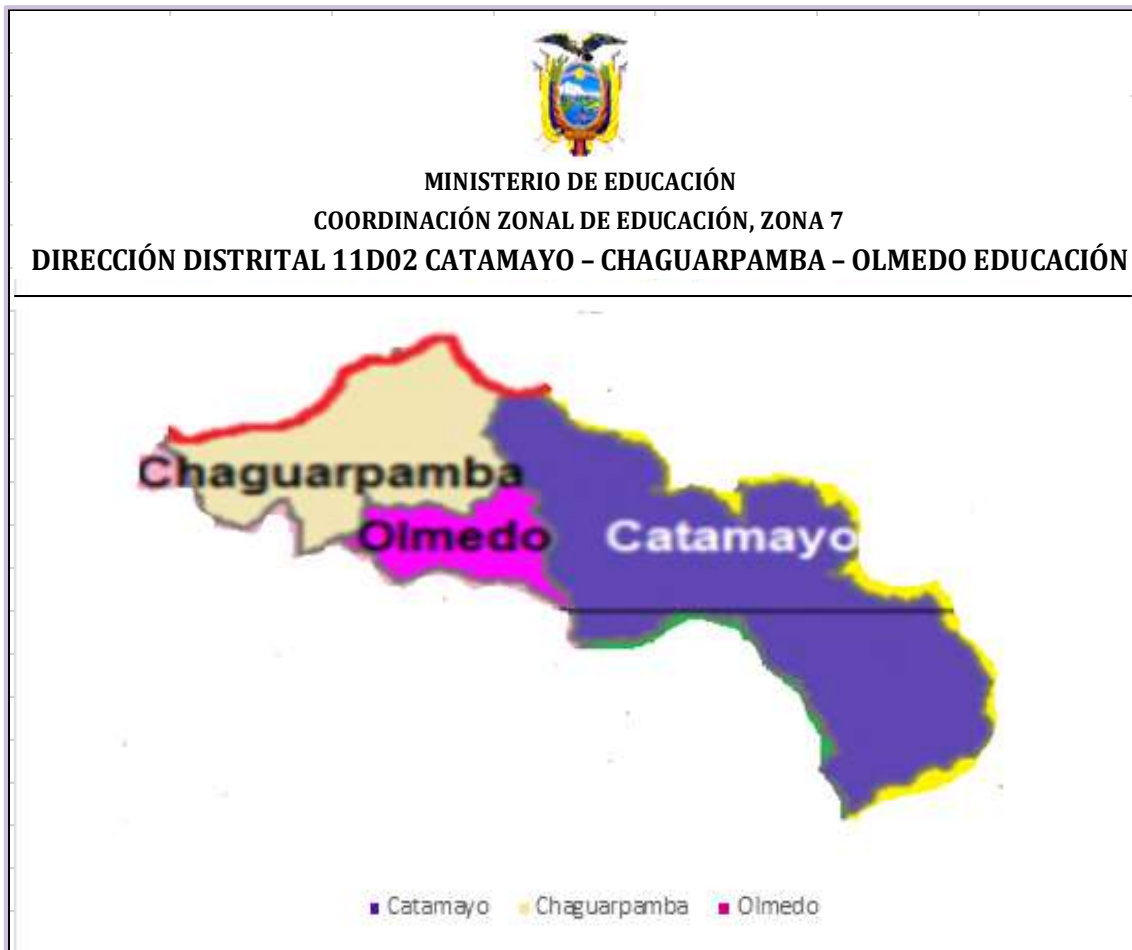 MINISTERIO DE EDUCACIÓN
COORDINACIÓN ZONAL DE EDUCACIÓN, ZONA 7
DIRECCIÓN DISTRITAL 11D02 CATAMAYO – CHAGUARPAMBA – OLMEDO EDUCACIÓN
Chaguarpamba
Olmedo
Catamayo
Catamayo Chaguarpamba Olmedo